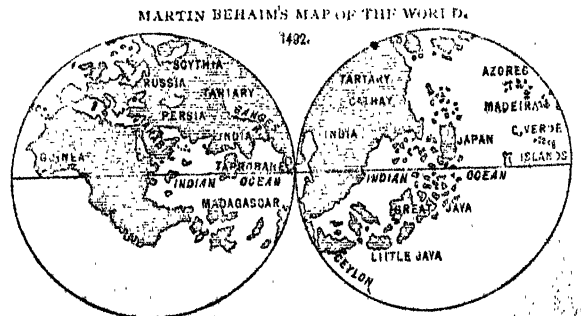 MARTIN BEHAIM'S MAP OF THE WORLD.
1492.
SCYTHIA
RUSSIA
TARTARY
PERSIA
INDIA
GUINEA
TAPROBANE
INDIAN OCEAN
MADAGASCAR
TARTARY
CATHAY
INDIA
AZORES
MADEIRA
C. VERDE
ISLANDS
JAPAN
INDIAN OCEAN
GREAT JAVA
LITTLE JAVA
CEYLON